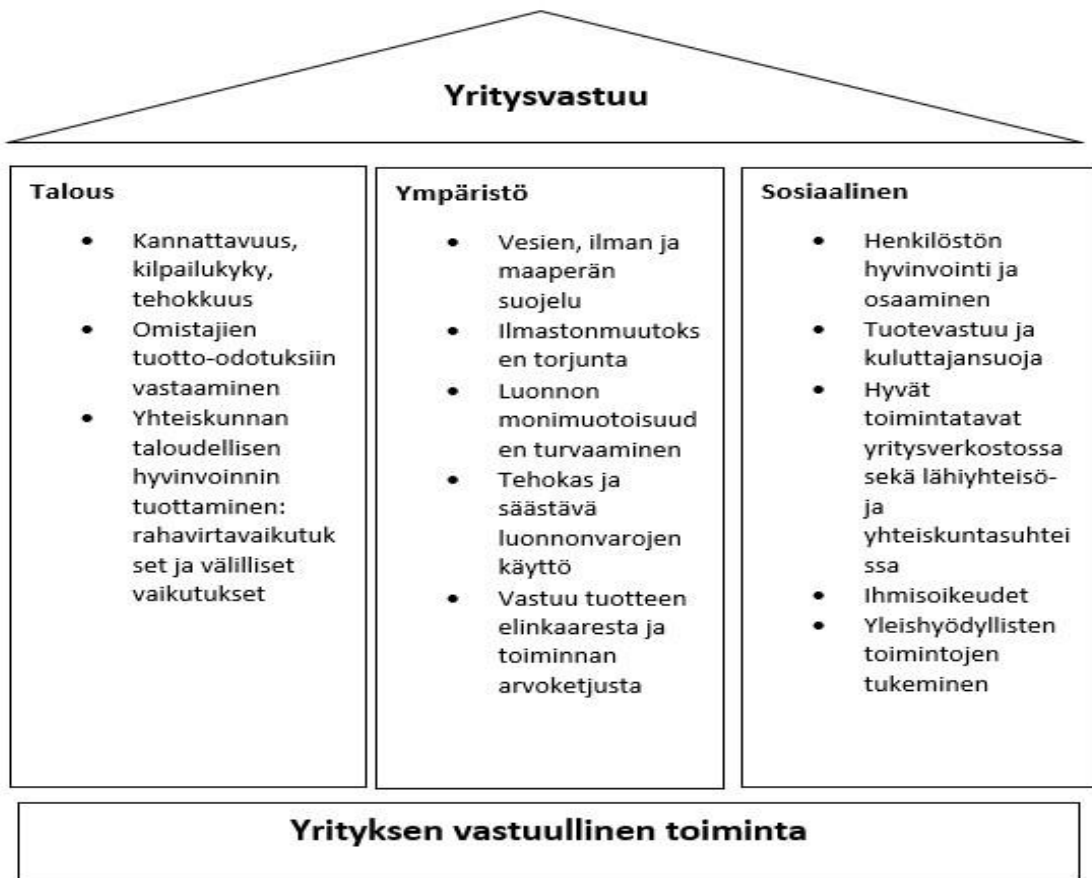 Yritysvastuu
Talous
• Kannattavuus,
kilpailukyky,
tehokkuus
• Omistajien
tuotto-odotuksiin
vastaaminen
• Yhteiskunnan
taloudellisen
hyvinvoinnin
tuottaminen:
rahavirtavaikutuk
set ja välilliset
vaikutukset
Ympäristö
• Vesien, ilman ja
maaperän
suojelu
• Ilmastonmuutoks
en torjunta
• Luonnon
monimuotoisuud
en turvaaminen
• Tehokas ja
säästävä
luonnonvarojen
käyttö
• Vastuu tuotteen
elinkaaresta ja
toiminnan
arvoketjusta
Sosiaalinen
• Henkilöstön
hyvinvointi ja
osaaminen
• Tuotevastuu ja
kuluttajansuoja
• Hyvät
toimintatavat
yritysverkostossa
sekä lähiyhteisö-
ja
yhteiskuntasuhtei
ssa
• Ihmisoikeudet
• Yleishyödyllisten
toimintojen
tukeminen
Yrityksen vastuullinen toiminta